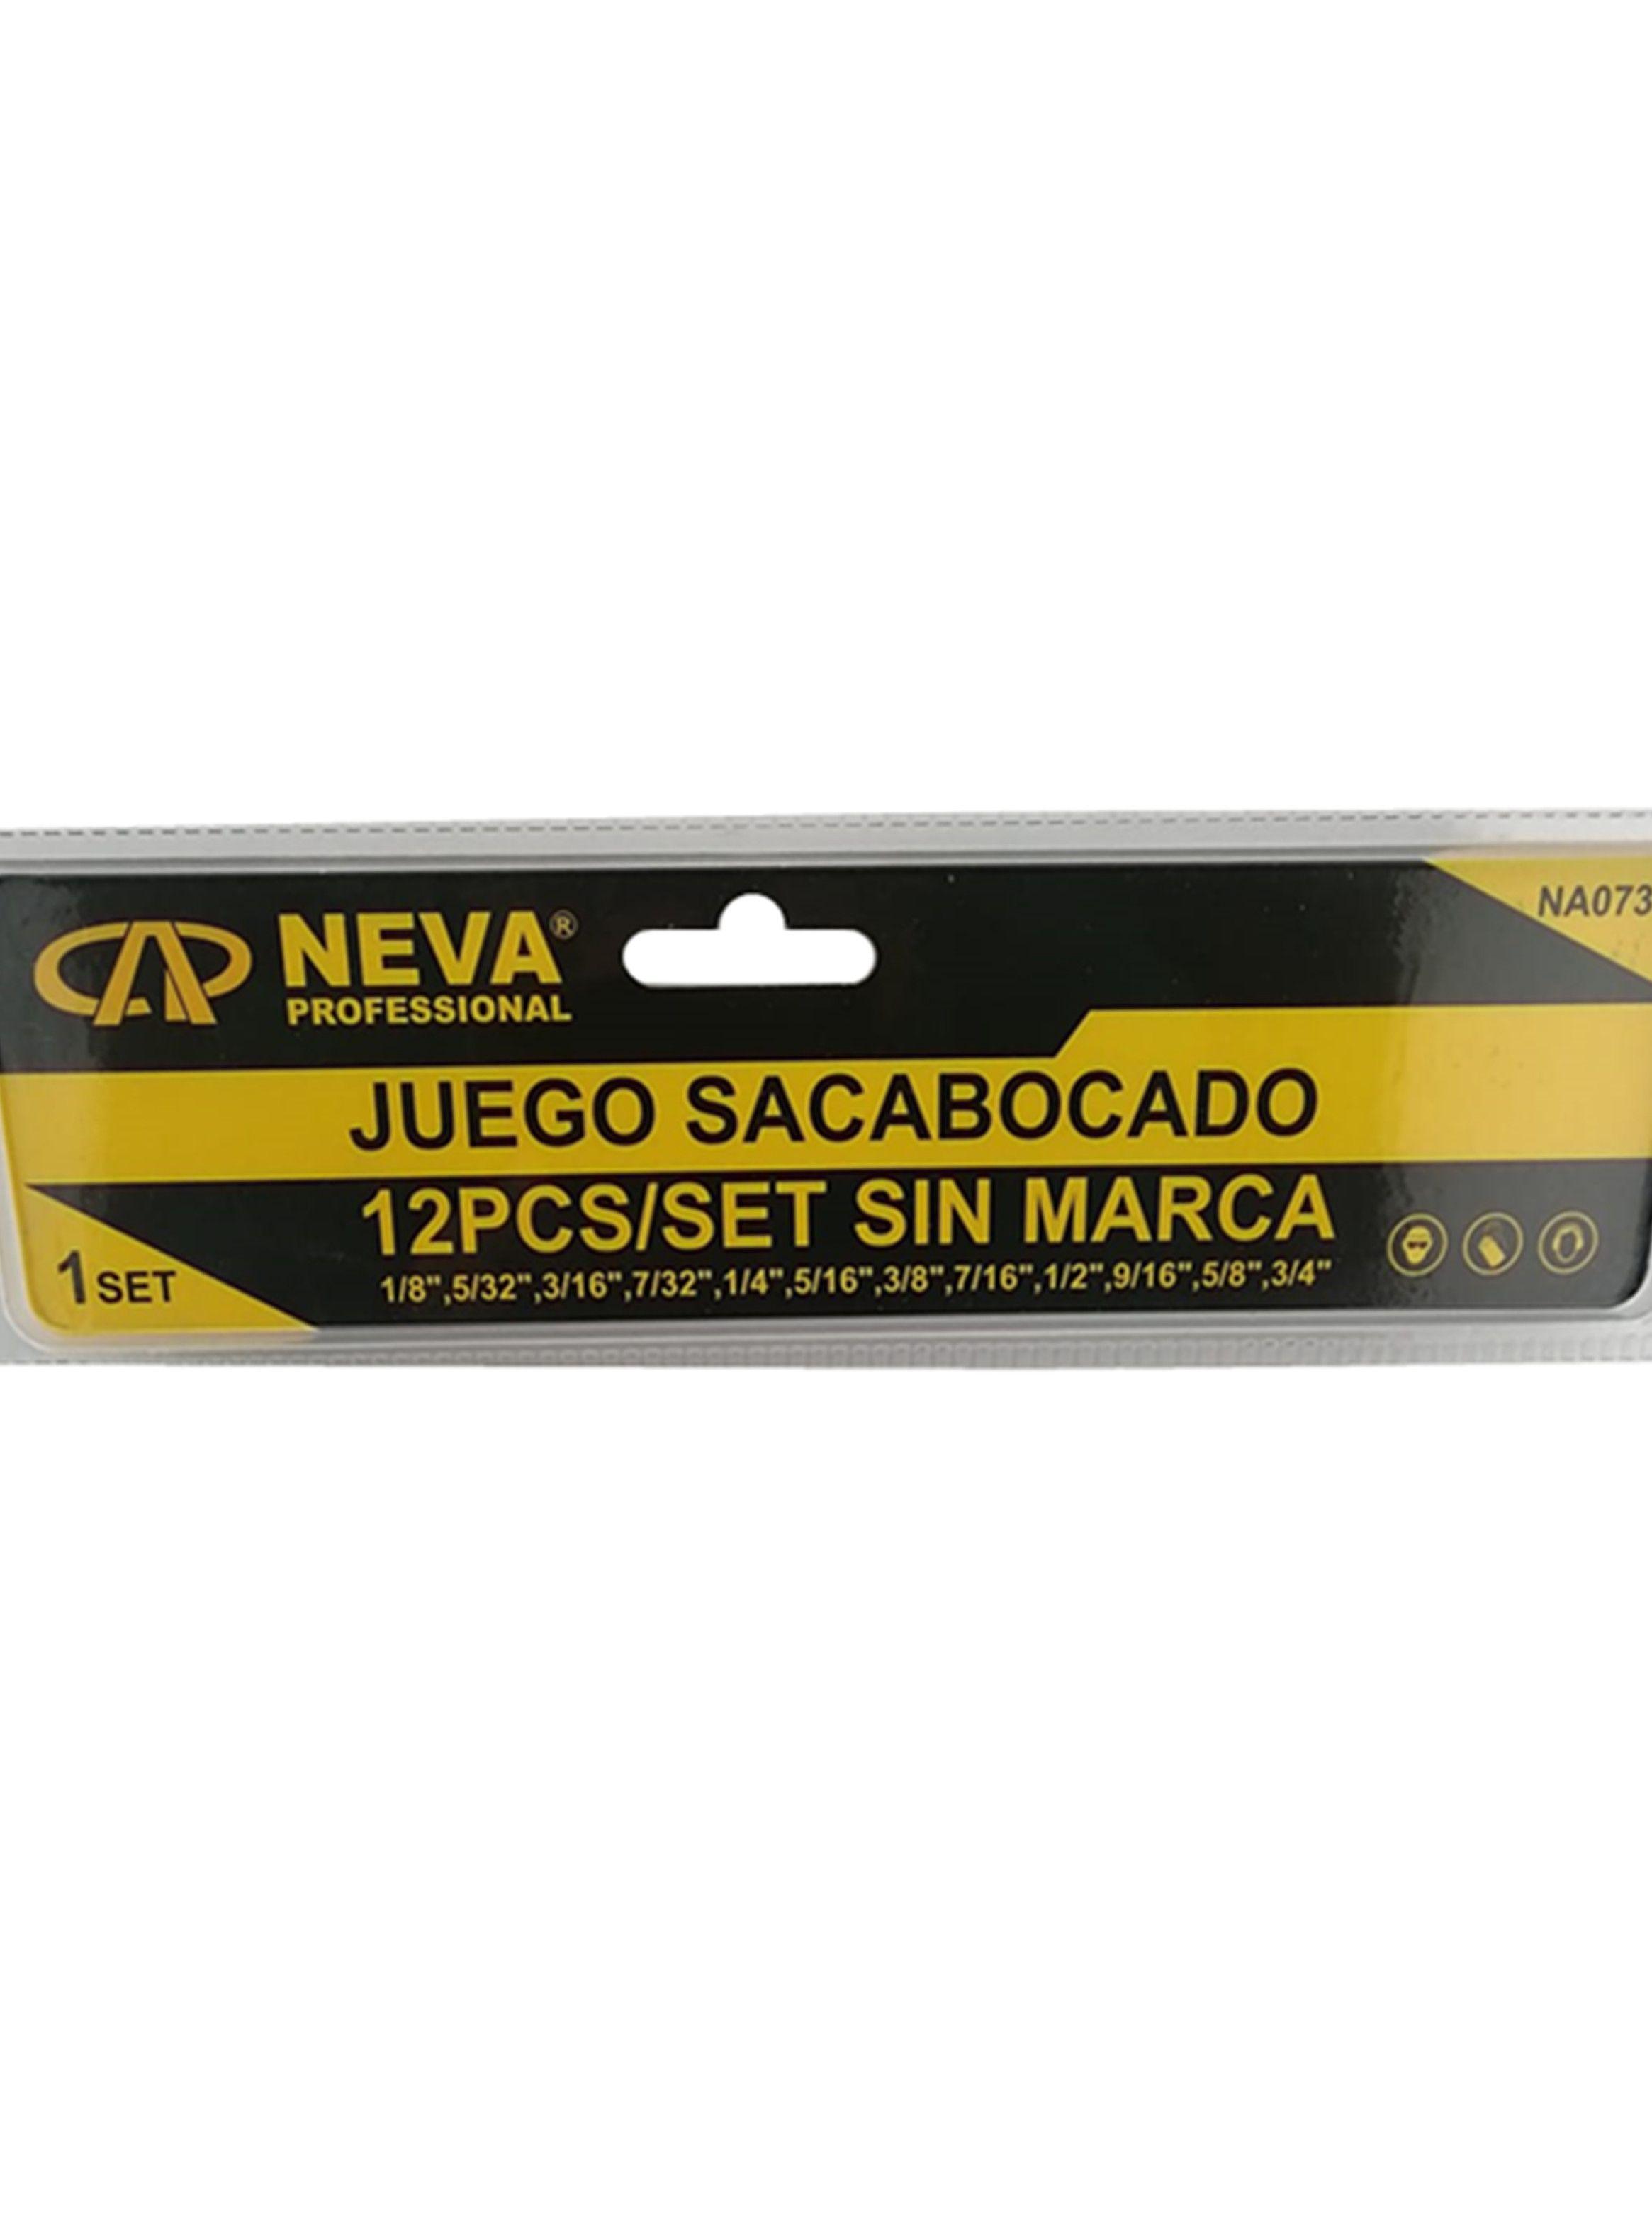 NEVA®
PROFESSIONAL
NA073
JUEGO SACABOCADO
12PCS/SET SIN MARCA
1/8",5/32",3/16",7/32",1/4",5/16",3/8",7/16",1/2",9/16",5/8",3/4"
1 SET